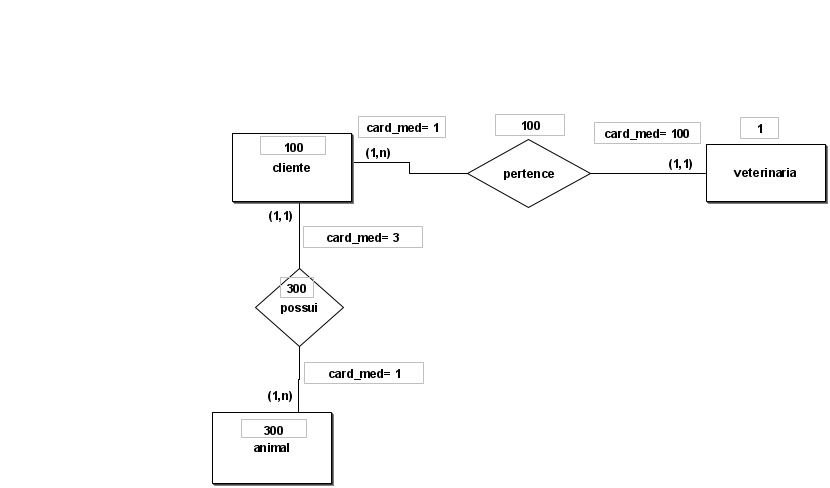 card_med= 1
100
card_med= 100
1
100
cliente
(1,n)
pertence
(1,1)
veterinaria
(1,1)
card_med= 3
300
possui
card_med= 1
(1,n)
300
animal